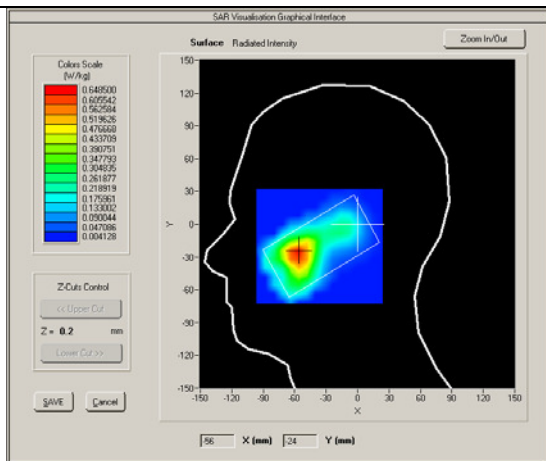 SAR Visualisation Graphical Interface
Surface Radiated Intensity
Zoom In/Out
Colors Scale
(W/kg)
0.648500
0.605542
0.562584
0.519626
0.476668
0.433709
0.390751
0.347793
0.304835
0.261877
0.218919
0.175961
0.133002
0.090044
0.047086
0.004128
150-
120-
90-
60-
30-
0-
-30-
-60-
-90-
-120-
-150-
Y
-150 -120 -90 -60 -30 0 30 60 90 120 150
X
Z-Cuts Control
<< Upper Cut
Z = 0.2 mm
Lower Cut >>
SAVE Cancel
-56 X (mm) -24 Y (mm)